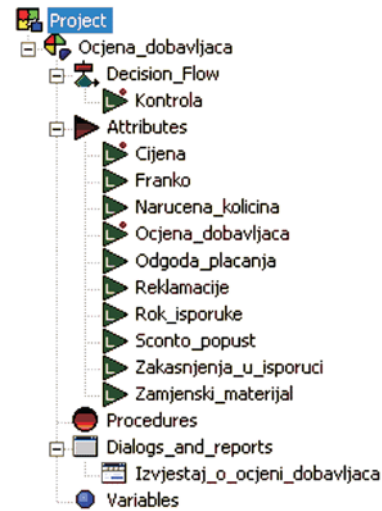 Project
Ocjena_dobavljaca
Decision_Flow
Kontrola
Attributes
Cijena
Franko
Narucena_kolicina
Ocjena_dobavljaca
Odgoda_placanja
Reklamacije
Rok_isporuke
Sconto_popust
Zakasnjenja_u_isporuci
Zamjenski_materijal
Procedures
Dialogs_and_reports
Izvjestaj_o_ocjeni_dobavljaca
Variables